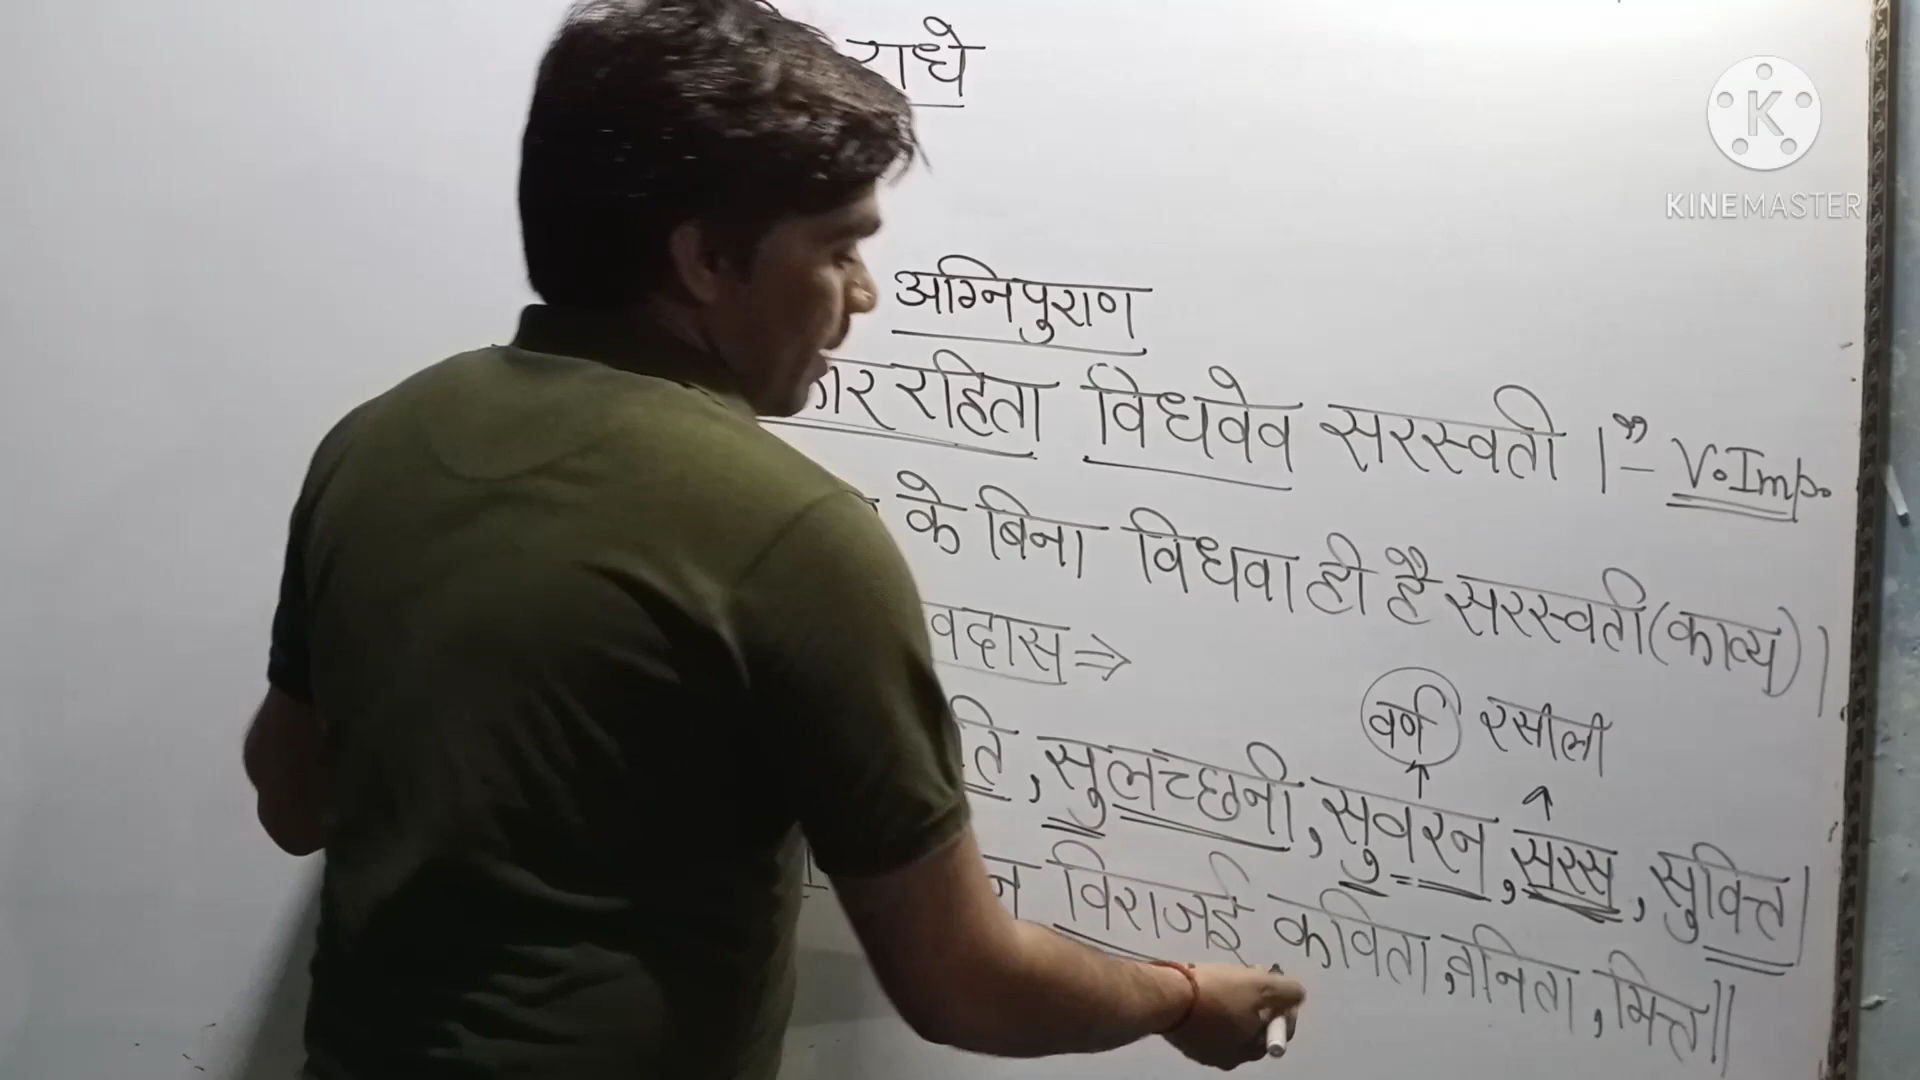 राधे
K
KINEMASTER
अग्निपुराण
कार रहिता विधवेव सरस्वती ।” - V.Imp.
के बिना विधवा ही है सरस्वती (काव्य) ।
वदास ⇒
वर्ण रसीली
ति, सुलच्छनी, सुवरन, सरस, सुवित्त ।
न विराजई कविता, वनिता, मित्त ॥